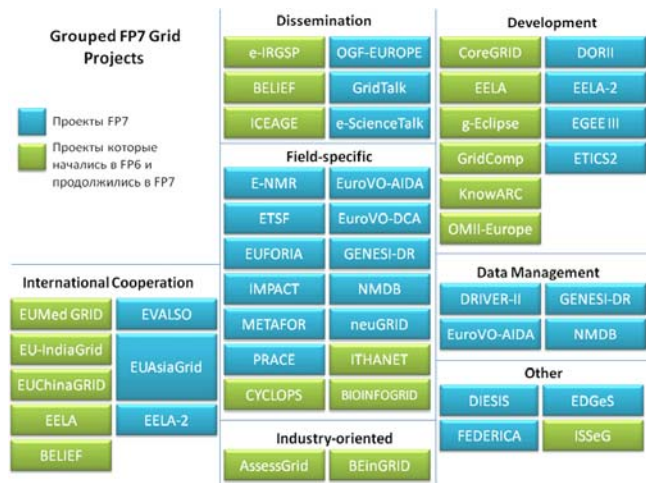 Grouped FP7 Grid
Projects
Проекты FP7
Проекты которые
начались в FP6 и
продолжились в FP7
International Cooperation
EUMed GRID
EVALSO
EU-IndiaGrid
EUAsiaGrid
EUChinaGRID
EELA
EELA-2
BELIEF
Dissemination
e-IRGSP
OGF-EUROPE
BELIEF
GridTalk
ICEAGE
e-ScienceTalk
Field-specific
E-NMR
EuroVO-AIDA
ETSF
EuroVO-DCA
EUFORIA
GENESI-DR
IMPACT
NMDB
METAFOR
neuGRID
PRACE
ITHANET
CYCLOPS
BIOINFOGRID
Industry-oriented
AssessGrid
BEinGRID
Development
CoreGRID
DORII
EELA
EELA-2
g-Eclipse
EGEE III
GridComp
ETICS2
KnowARC
OMII-Europe
Data Management
DRIVER-II
GENESI-DR
EuroVO-AIDA
NMDB
Other
DIESIS
EDGeS
FEDERICA
ISSeG